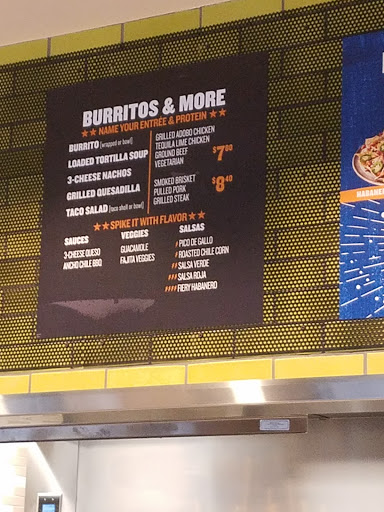 BURRITOS & MORE
★★ NAME YOUR ENTRÉE & PROTEIN ★★
BURRITO (wrapped or bowl)
LOADED TORTILLA SOUP
3-CHEESE NACHOS
GRILLED QUESADILLA
TACO SALAD (taco shell or bowl)
GRILLED ADOBO CHICKEN
TEQUILA LIME CHICKEN
GROUND BEEF
VEGETARIAN
$7.80
SMOKED BRISKET
PULLED PORK
GRILLED STEAK
$8.40
★★ SPIKE IT WITH FLAVOR ★★
SAUCES
3-CHEESE QUESO
ANCHO CHILE BBQ
VEGGIES
GUACAMOLE
FAJITA VEGGIES
SALSAS
PICO DE GALLO
ROASTED CHILE CORN
SALSA VERDE
SALSA ROJA
FIERY HABANERO